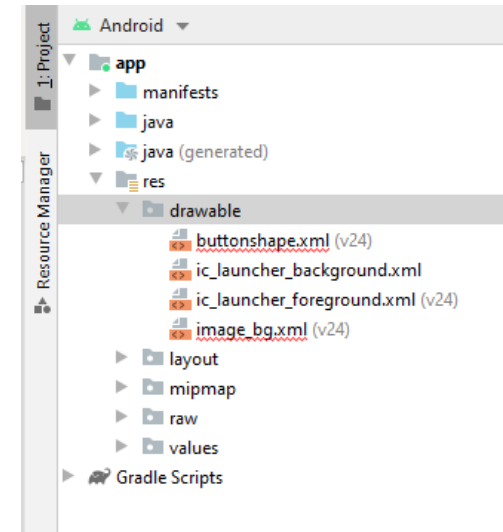 Android
1: Project
Resource Manager
app
manifests
java
java (generated)
res
drawable
buttonshape.xml (v24)
ic_launcher_background.xml
ic_launcher_foreground.xml (v24)
image_bg.xml (v24)
layout
mipmap
raw
values
Gradle Scripts